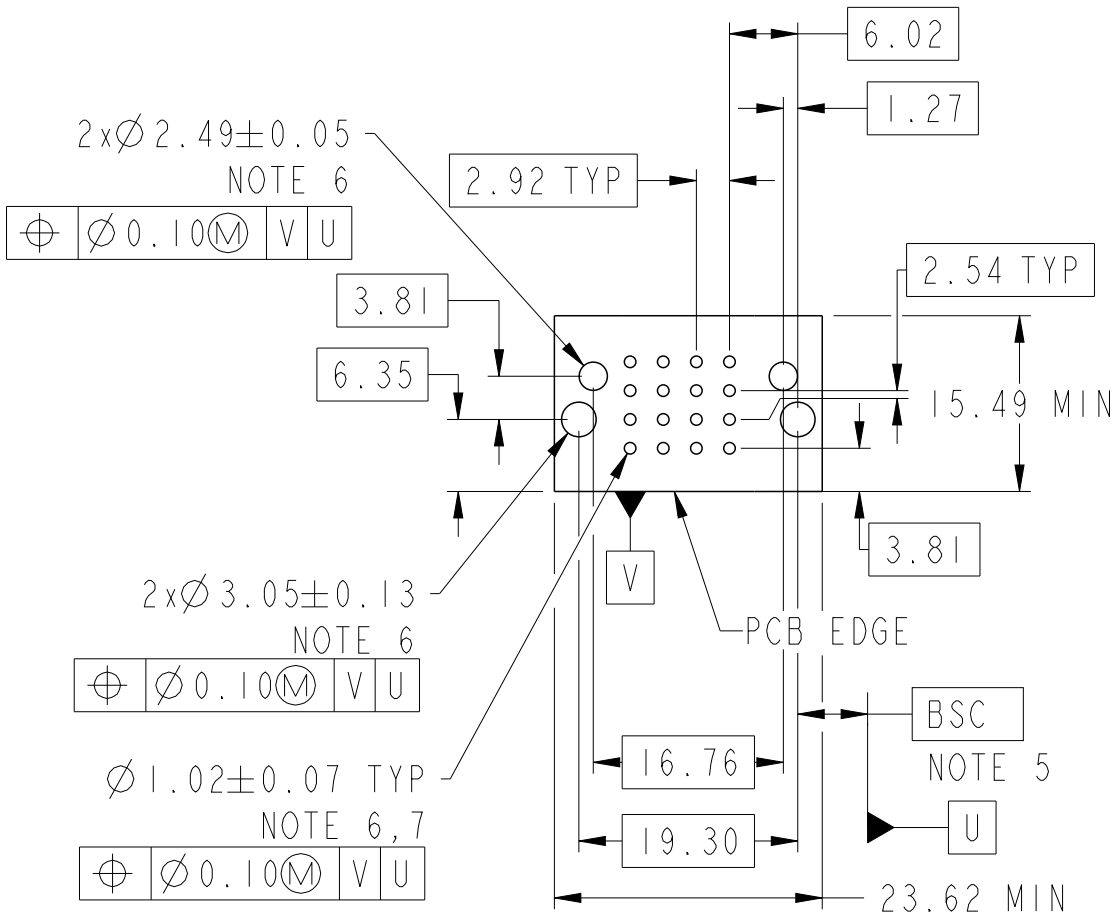 6.02
1.27
2x∅2.49±0.05
NOTE 6
2.92 TYP
⌖ ∅0.10Ⓜ V U
2.54 TYP
3.81
6.35
15.49 MIN
3.81
V
2x∅3.05±0.13
NOTE 6
PCB EDGE
⌖ ∅0.10Ⓜ V U
BSC
NOTE 5
∅1.02±0.07 TYP
16.76
NOTE 6,7
U
19.30
⌖ ∅0.10Ⓜ V U
23.62 MIN